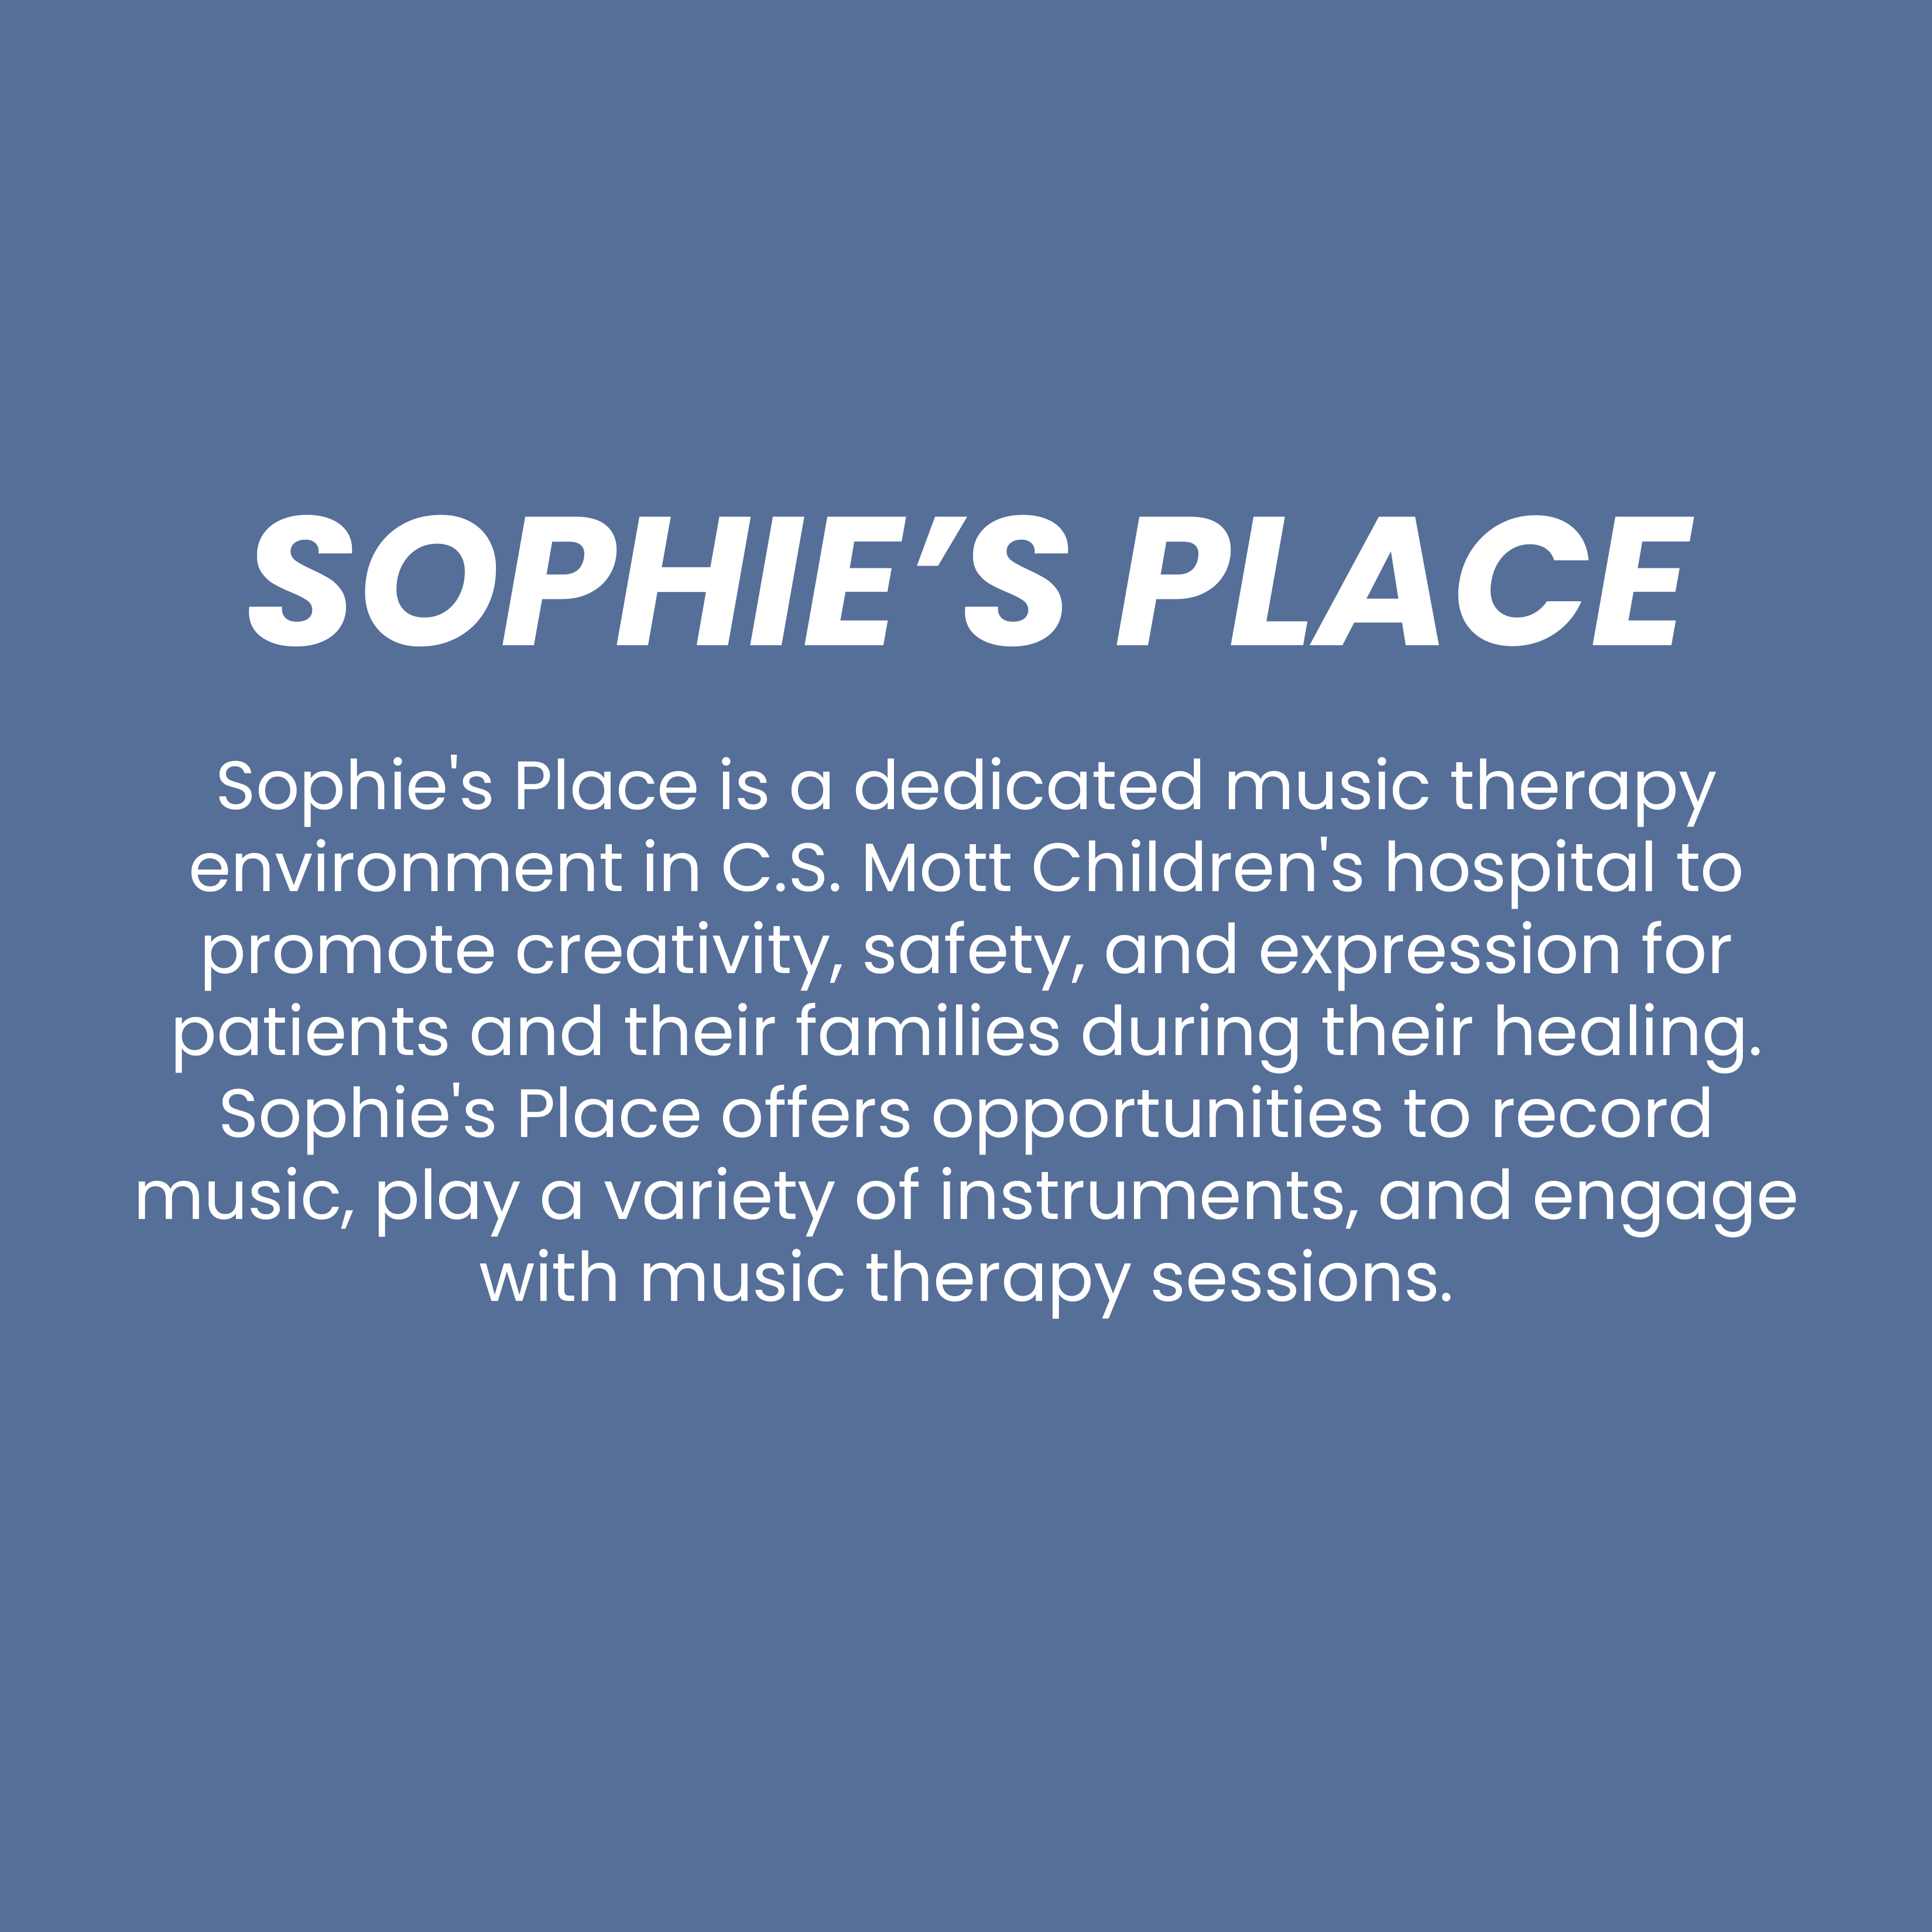 SOPHIE’S PLACE
Sophie's Place is a dedicated music therapy
environment in C.S. Mott Children's hospital to
promote creativity, safety, and expression for
patients and their families during their healing.
Sophie's Place offers opportunities to record
music, play a variety of instruments, and engage
with music therapy sessions.